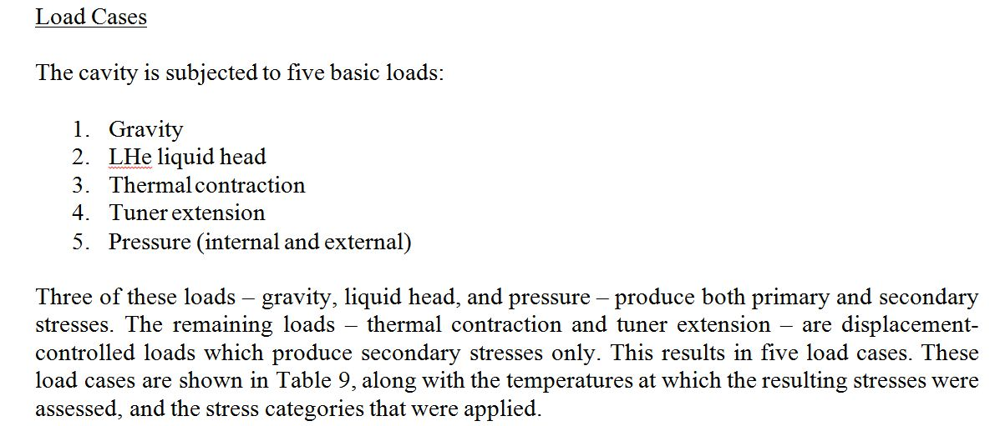 Load Cases
The cavity is subjected to five basic loads:
1. Gravity
2. LHe liquid head
3. Thermal contraction
4. Tuner extension
5. Pressure (internal and external)
Three of these loads – gravity, liquid head, and pressure – produce both primary and secondary
stresses. The remaining loads – thermal contraction and tuner extension – are displacement-
controlled loads which produce secondary stresses only. This results in five load cases. These
load cases are shown in Table 9, along with the temperatures at which the resulting stresses were
assessed, and the stress categories that were applied.